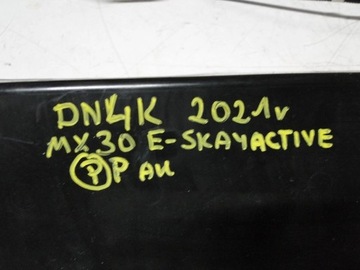 DN4K 2021v
MX30 E-SKAYACTIVE
(P)P AU